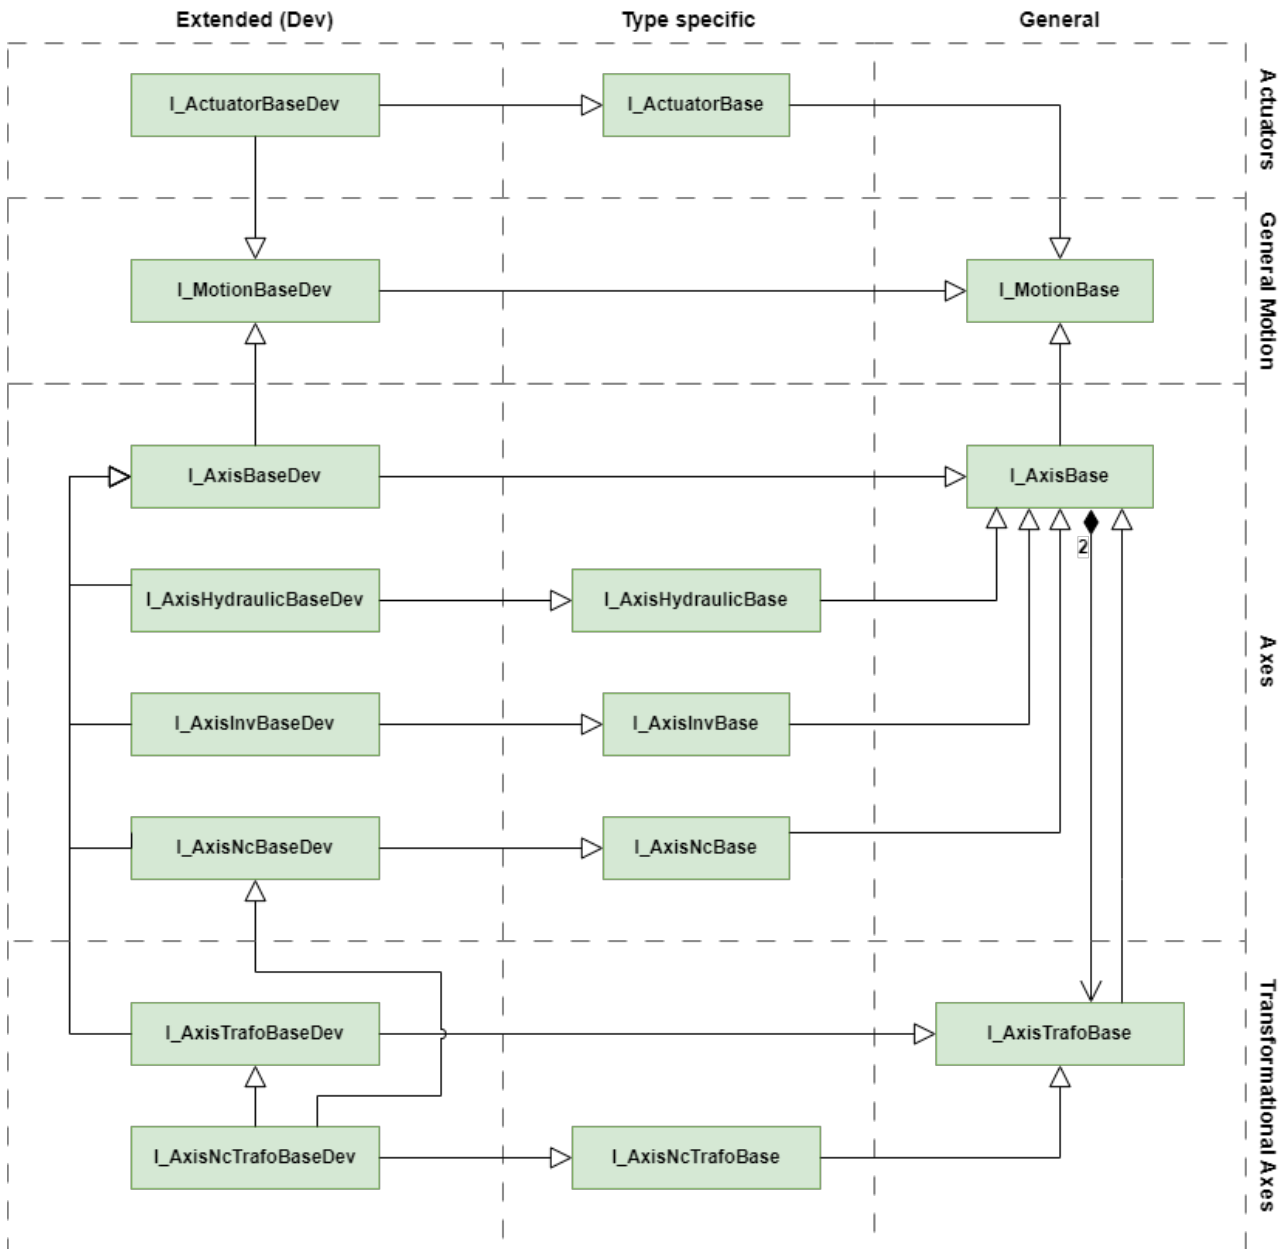 Extended (Dev)
Type specific
General
Actuators
I_ActuatorBaseDev
I_ActuatorBase
General Motion
I_MotionBaseDev
I_MotionBase
Axes
I_AxisBaseDev
I_AxisBase
2
I_AxisHydraulicBaseDev
I_AxisHydraulicBase
I_AxisInvBaseDev
I_AxisInvBase
I_AxisNcBaseDev
I_AxisNcBase
Transformational Axes
I_AxisTrafoBaseDev
I_AxisTrafoBase
I_AxisNcTrafoBaseDev
I_AxisNcTrafoBase